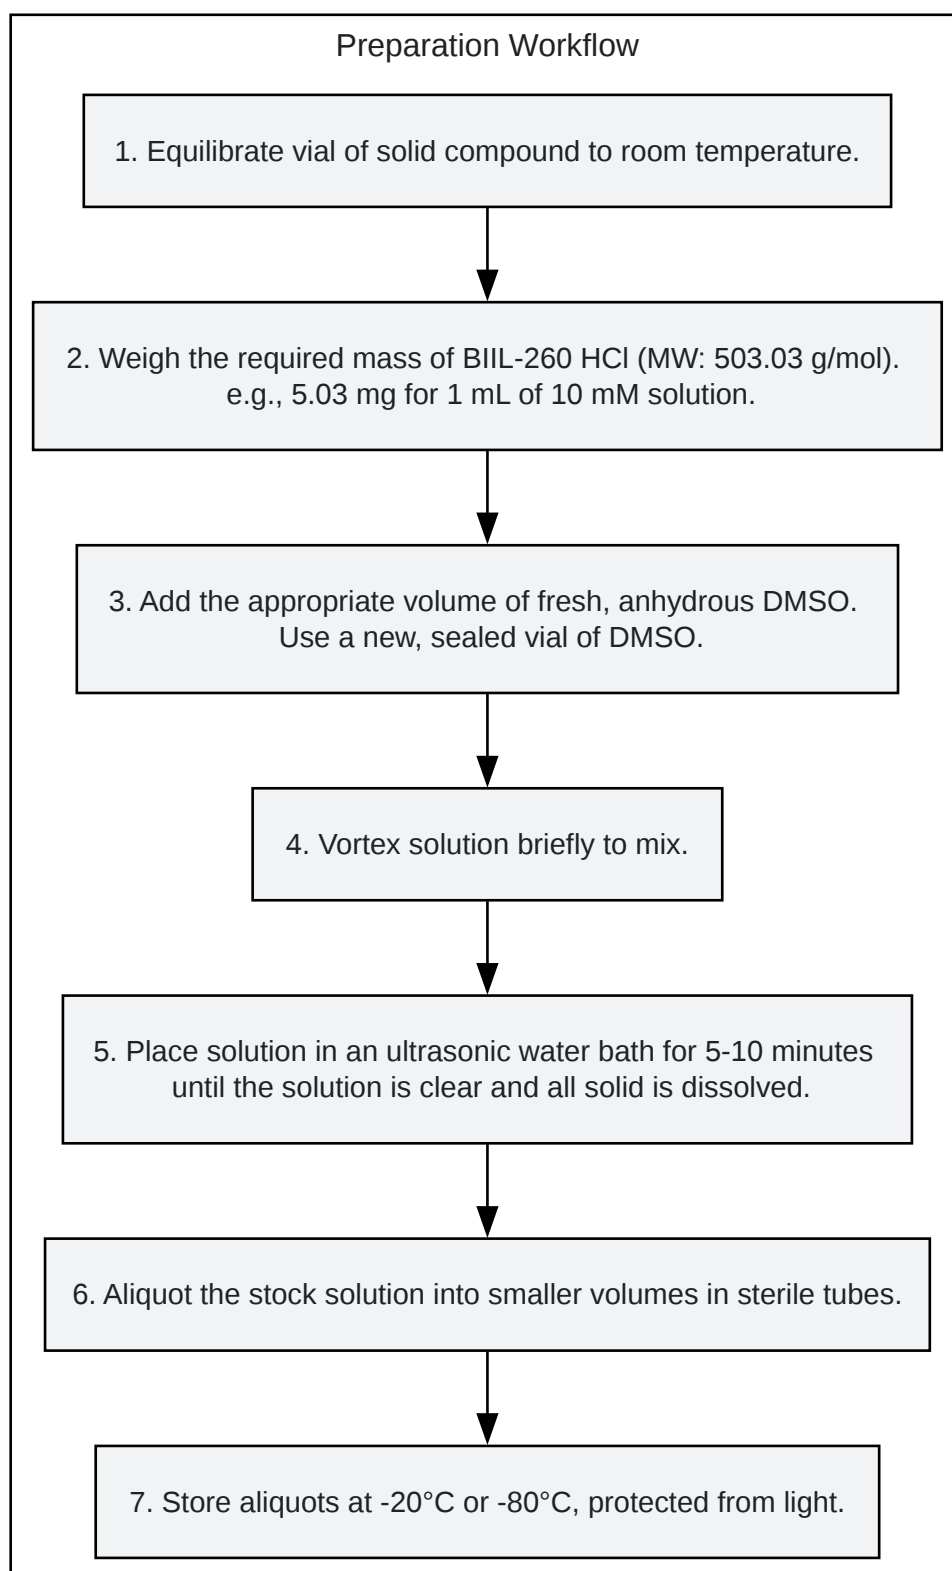 Preparation Workflow
1. Equilibrate vial of solid compound to room temperature.
2. Weigh the required mass of BIIL-260 HCl (MW: 503.03 g/mol).
e.g., 5.03 mg for 1 mL of 10 mM solution.
3. Add the appropriate volume of fresh, anhydrous DMSO.
Use a new, sealed vial of DMSO.
4. Vortex solution briefly to mix.
5. Place solution in an ultrasonic water bath for 5-10 minutes
until the solution is clear and all solid is dissolved.
6. Aliquot the stock solution into smaller volumes in sterile tubes.
7. Store aliquots at -20°C or -80°C, protected from light.